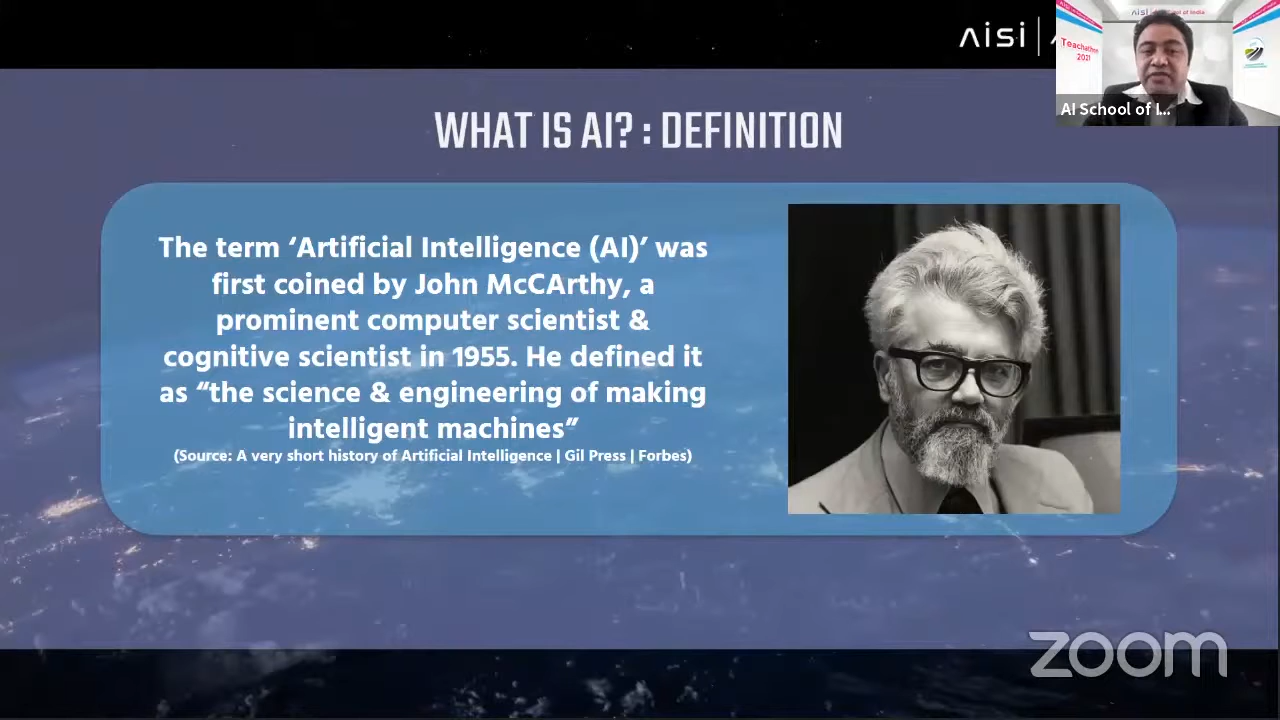 AISI
Teachathon
2021
AI School of I...
WHAT IS AI? : DEFINITION
The term ‘Artificial Intelligence (AI)’ was
first coined by John McCArthy, a
prominent computer scientist &
cognitive scientist in 1955. He defined it
as “the science & engineering of making
intelligent machines”
(Source: A very short history of Artificial Intelligence | Gil Press | Forbes)
zoom